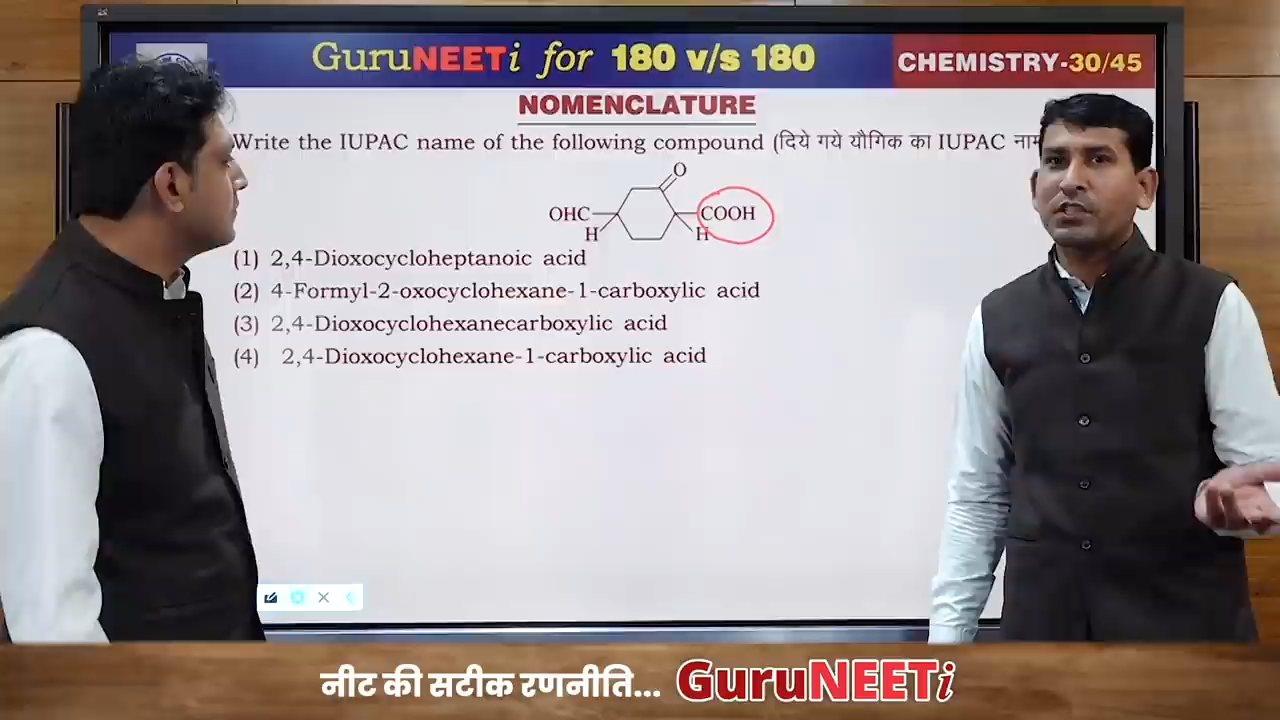 GuruNEETi for 180 v/s 180
CHEMISTRY-30/45
NOMENCLATURE
Write the IUPAC name of the following compound (दिये गये यौगिक का IUPAC नाम
O
OHC
COOH
H
H
(1) 2,4-Dioxocycloheptanoic acid
(2) 4-Formyl-2-oxocyclohexane-1-carboxylic acid
(3) 2,4-Dioxocyclohexanecarboxylic acid
(4) 2,4-Dioxocyclohexane-1-carboxylic acid
नीट की सटीक रणनीति... GuruNEETi